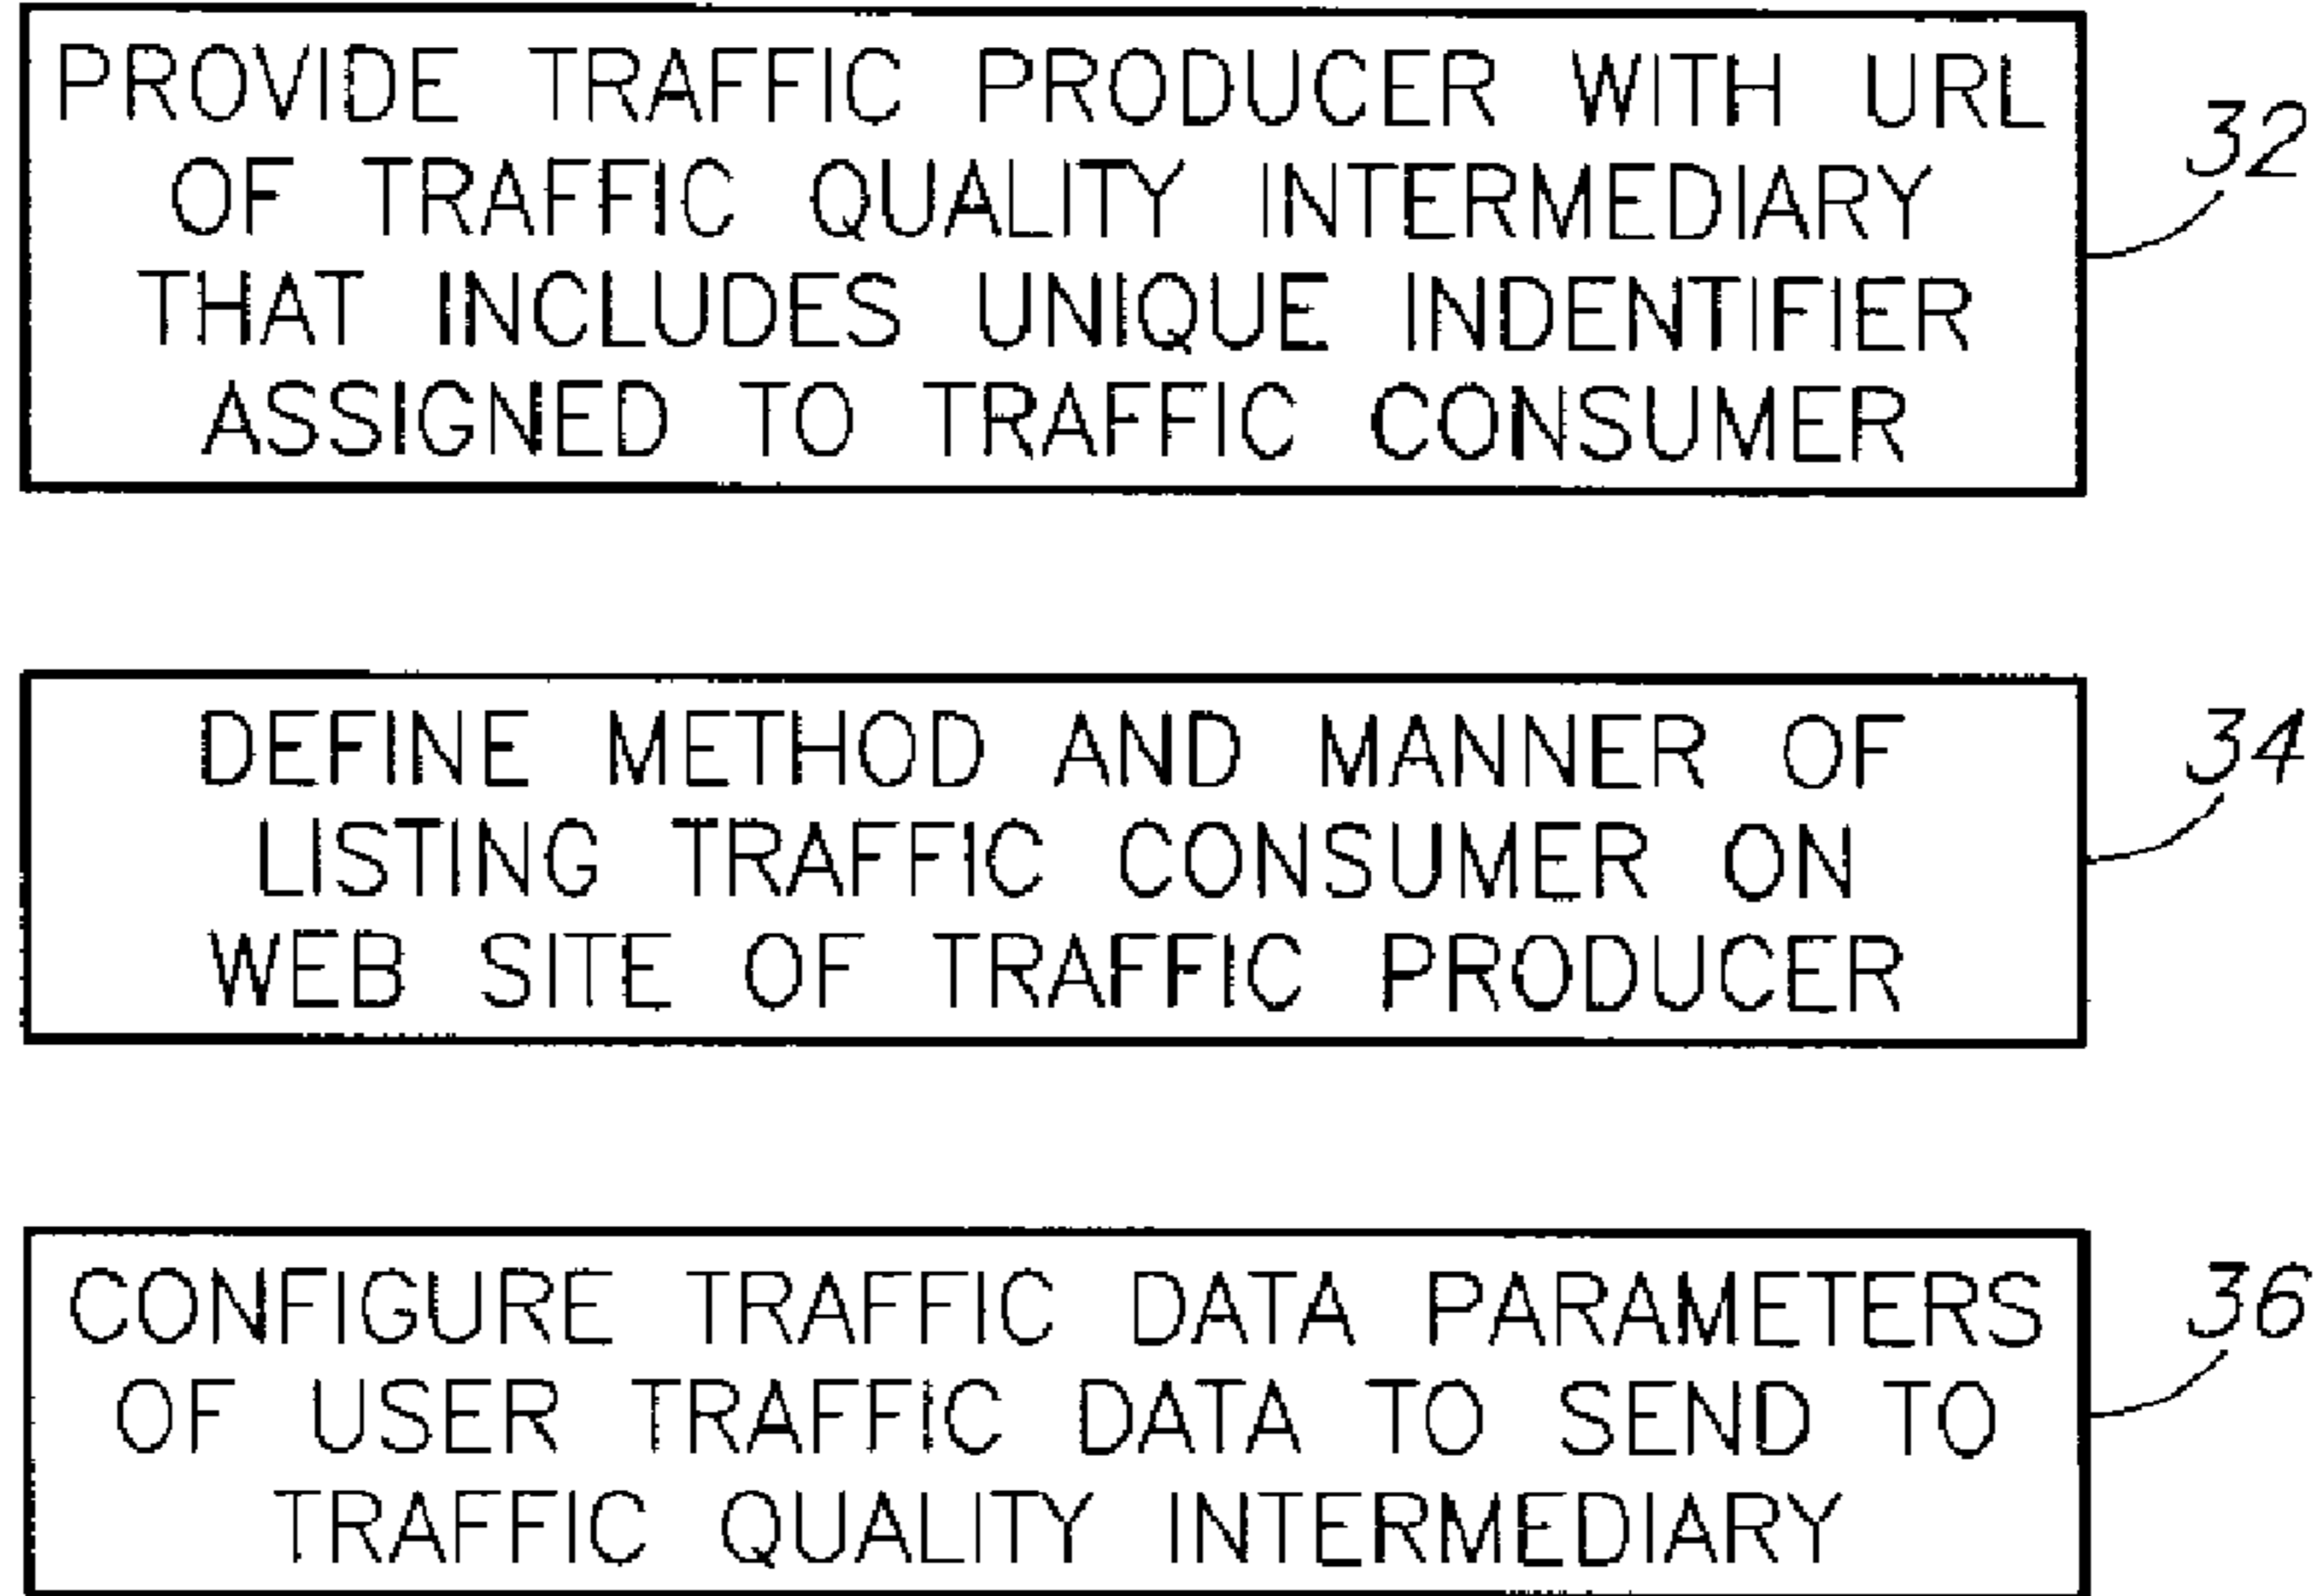 PROVIDE TRAFFIC PRODUCER WITH URL
OF TRAFFIC QUALITY INTERMEDIARY
THAT INCLUDES UNIQUE INDENTIFIER
ASSIGNED TO TRAFFIC CONSUMER
32
DEFINE METHOD AND MANNER OF
LISTING TRAFFIC CONSUMER ON
WEB SITE OF TRAFFIC PRODUCER
34
CONFIGURE TRAFFIC DATA PARAMETERS
OF USER TRAFFIC DATA TO SEND TO
TRAFFIC QUALITY INTERMEDIARY
36